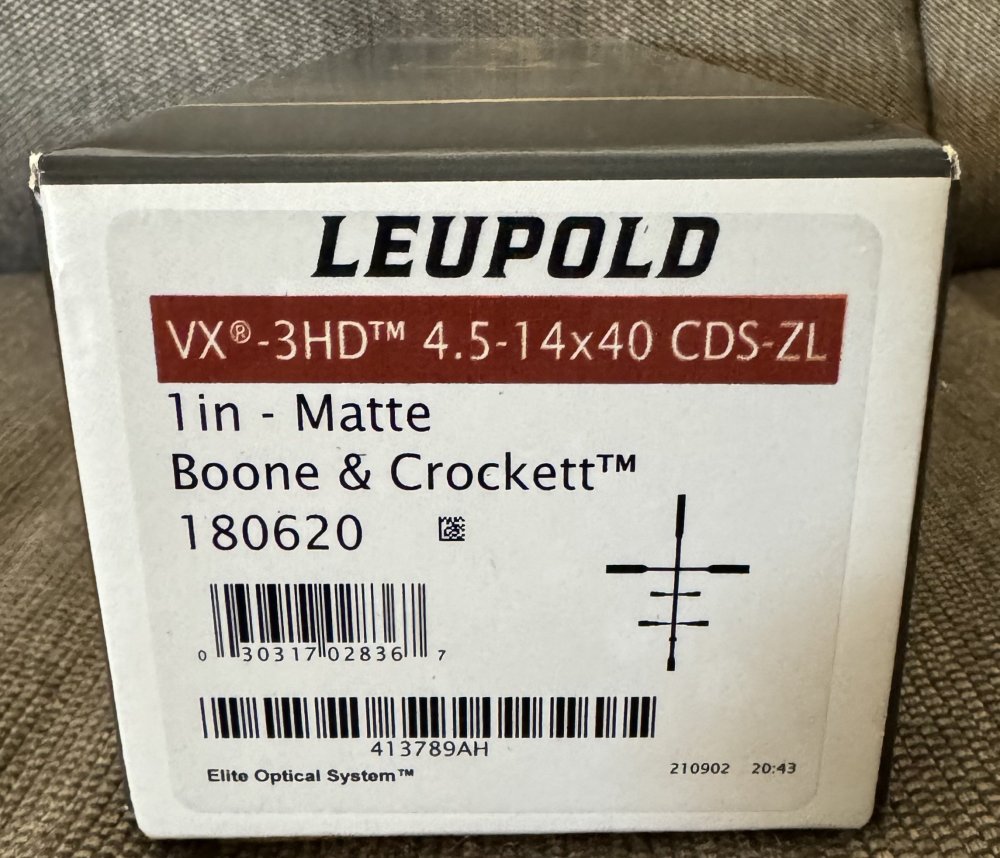 LEUPOLD
VX®-3HD™ 4.5-14x40 CDS-ZL
1in - Matte
Boone & Crockett™
180620
0 30317 02836 7
413789AH
Elite Optical System™
210902 20:43